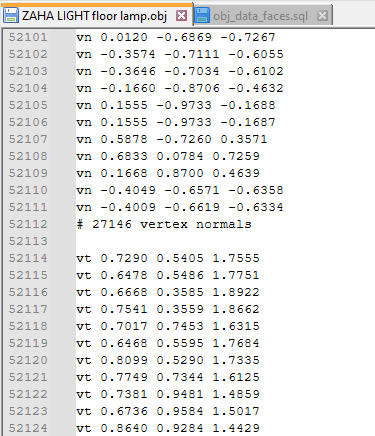 ZAHA LIGHT floor lamp.obj obj_data_faces.sql
52101 vn 0.0120 -0.6869 -0.7267
52102 vn -0.3574 -0.7111 -0.6055
52103 vn -0.3646 -0.7034 -0.6102
52104 vn -0.1660 -0.8706 -0.4632
52105 vn 0.1555 -0.9733 -0.1688
52106 vn 0.1555 -0.9733 -0.1687
52107 vn 0.5878 -0.7260 0.3571
52108 vn 0.6833 0.0784 0.7259
52109 vn 0.1668 0.8700 0.4639
52110 vn -0.4049 -0.6571 -0.6358
52111 vn -0.4009 -0.6619 -0.6334
52112 # 27146 vertex normals
52113
52114 vt 0.7290 0.5405 1.7555
52115 vt 0.6478 0.5486 1.7751
52116 vt 0.6668 0.3585 1.8922
52117 vt 0.7541 0.3559 1.8662
52118 vt 0.7017 0.7453 1.6315
52119 vt 0.6468 0.5595 1.7684
52120 vt 0.8099 0.5290 1.7335
52121 vt 0.7749 0.7344 1.6125
52122 vt 0.7381 0.9481 1.4859
52123 vt 0.6736 0.9584 1.5017
52124 vt 0.8640 0.9284 1.4429